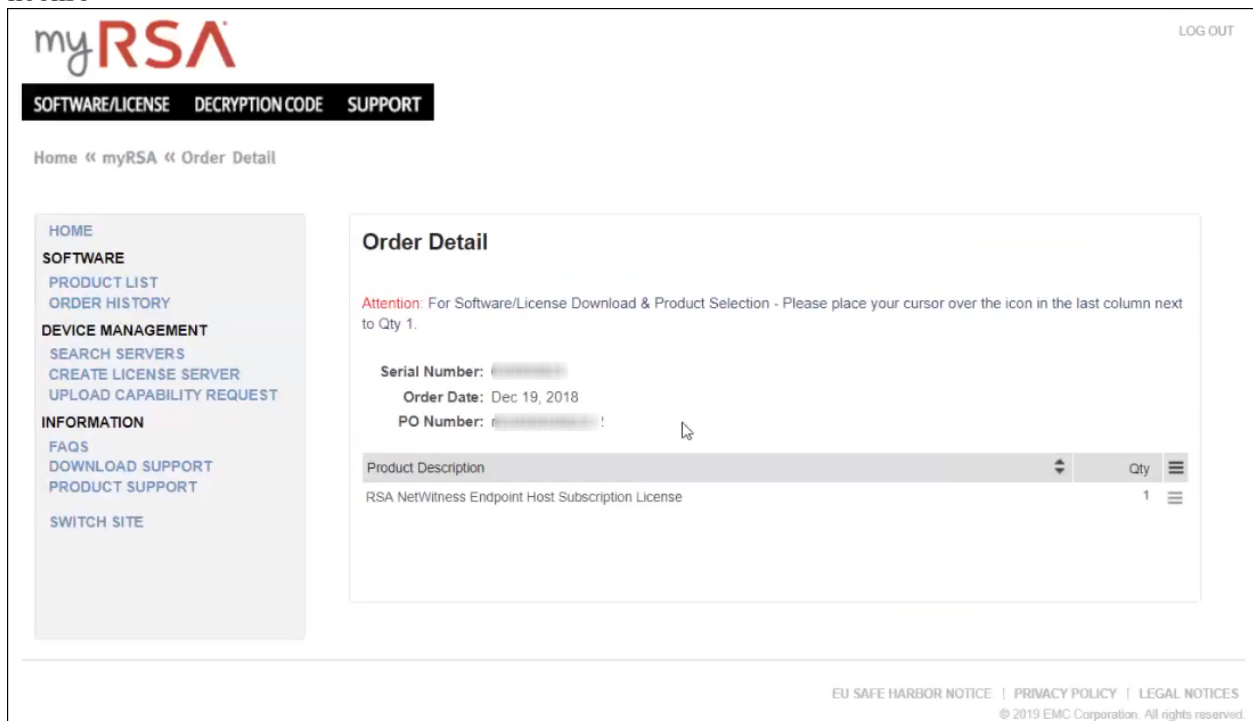 myRSA
LOG OUT
SOFTWARE/LICENSE DECRYPTION CODE SUPPORT
Home « myRSA « Order Detail
HOME
SOFTWARE
PRODUCT LIST
ORDER HISTORY
DEVICE MANAGEMENT
SEARCH SERVERS
CREATE LICENSE SERVER
UPLOAD CAPABILITY REQUEST
INFORMATION
FAQS
DOWNLOAD SUPPORT
PRODUCT SUPPORT
SWITCH SITE
Order Detail
Attention: For Software/License Download & Product Selection - Please place your cursor over the icon in the last column next
to Qty 1.
Serial Number:
Order Date: Dec 19, 2018
PO Number:
Product Description Qty
RSA NetWitness Endpoint Host Subscription License 1
EU SAFE HARBOR NOTICE | PRIVACY POLICY | LEGAL NOTICES
© 2019 EMC Corporation. All rights reserved.